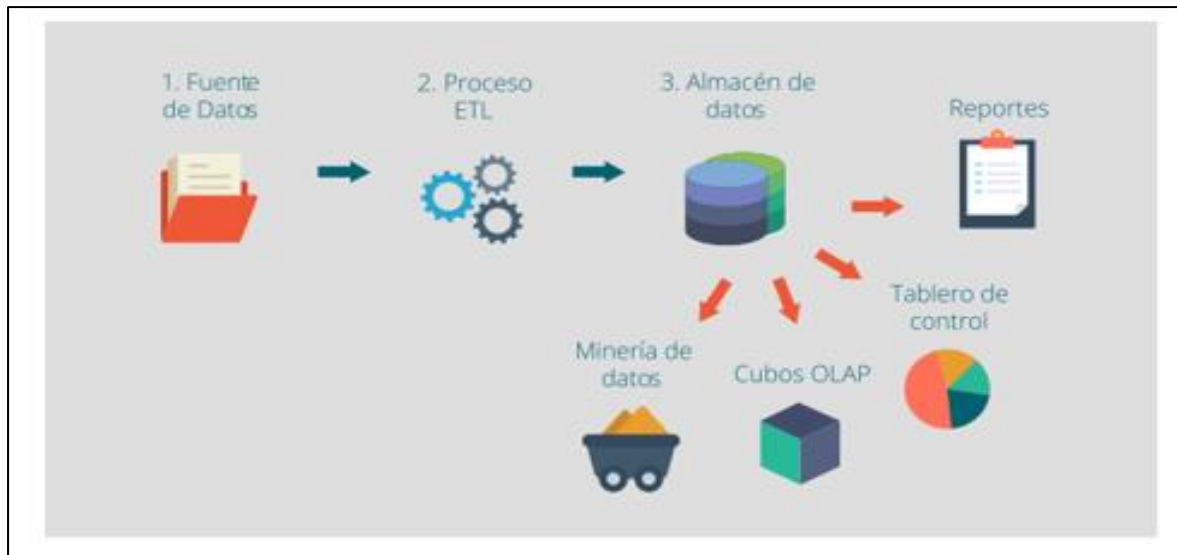 1. Fuente
de Datos
2. Proceso
ETL
3. Almacén de
datos
Reportes
Tablero de
control
Minería de
datos
Cubos OLAP